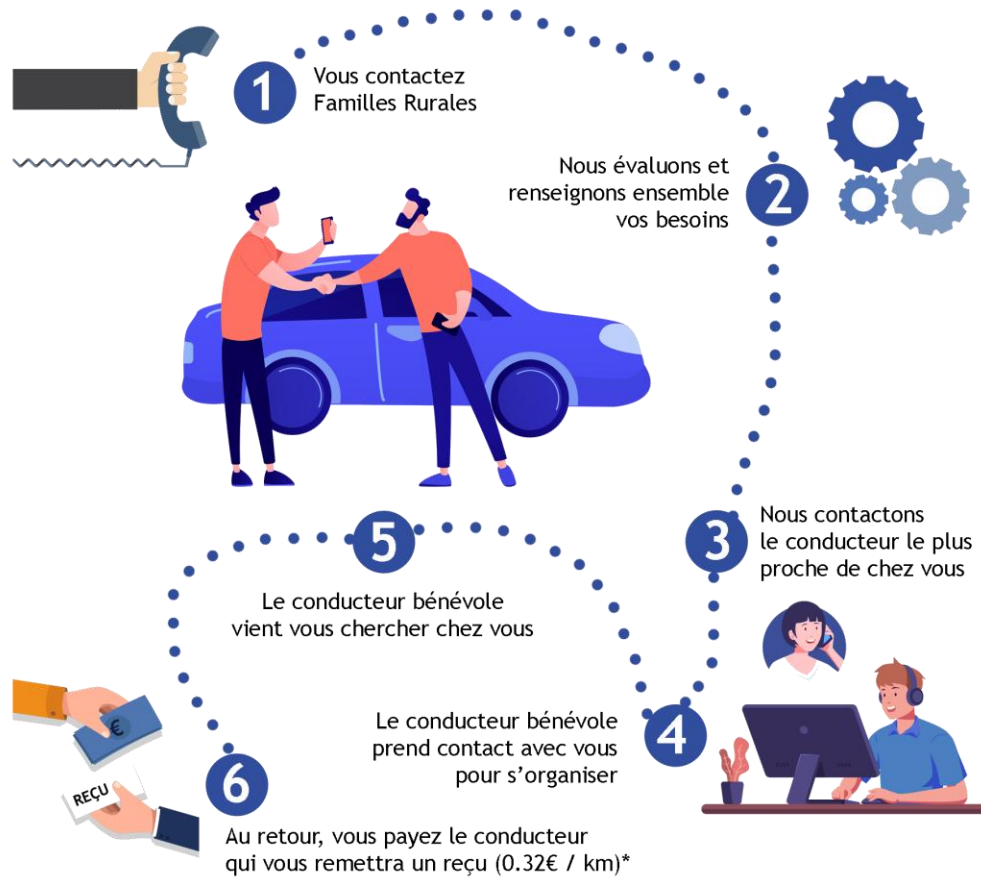 1
Vous contactez
Familles Rurales
Nous évaluons et
renseignons ensemble
vos besoins
2
3
Nous contactons
le conducteur le plus
proche de chez vous
4
Le conducteur bénévole
prend contact avec vous
pour s'organiser
5
Le conducteur bénévole
vient vous chercher chez vous
€
REÇU
6
Au retour, vous payez le conducteur
qui vous remettra un reçu (0.32€ / km)*